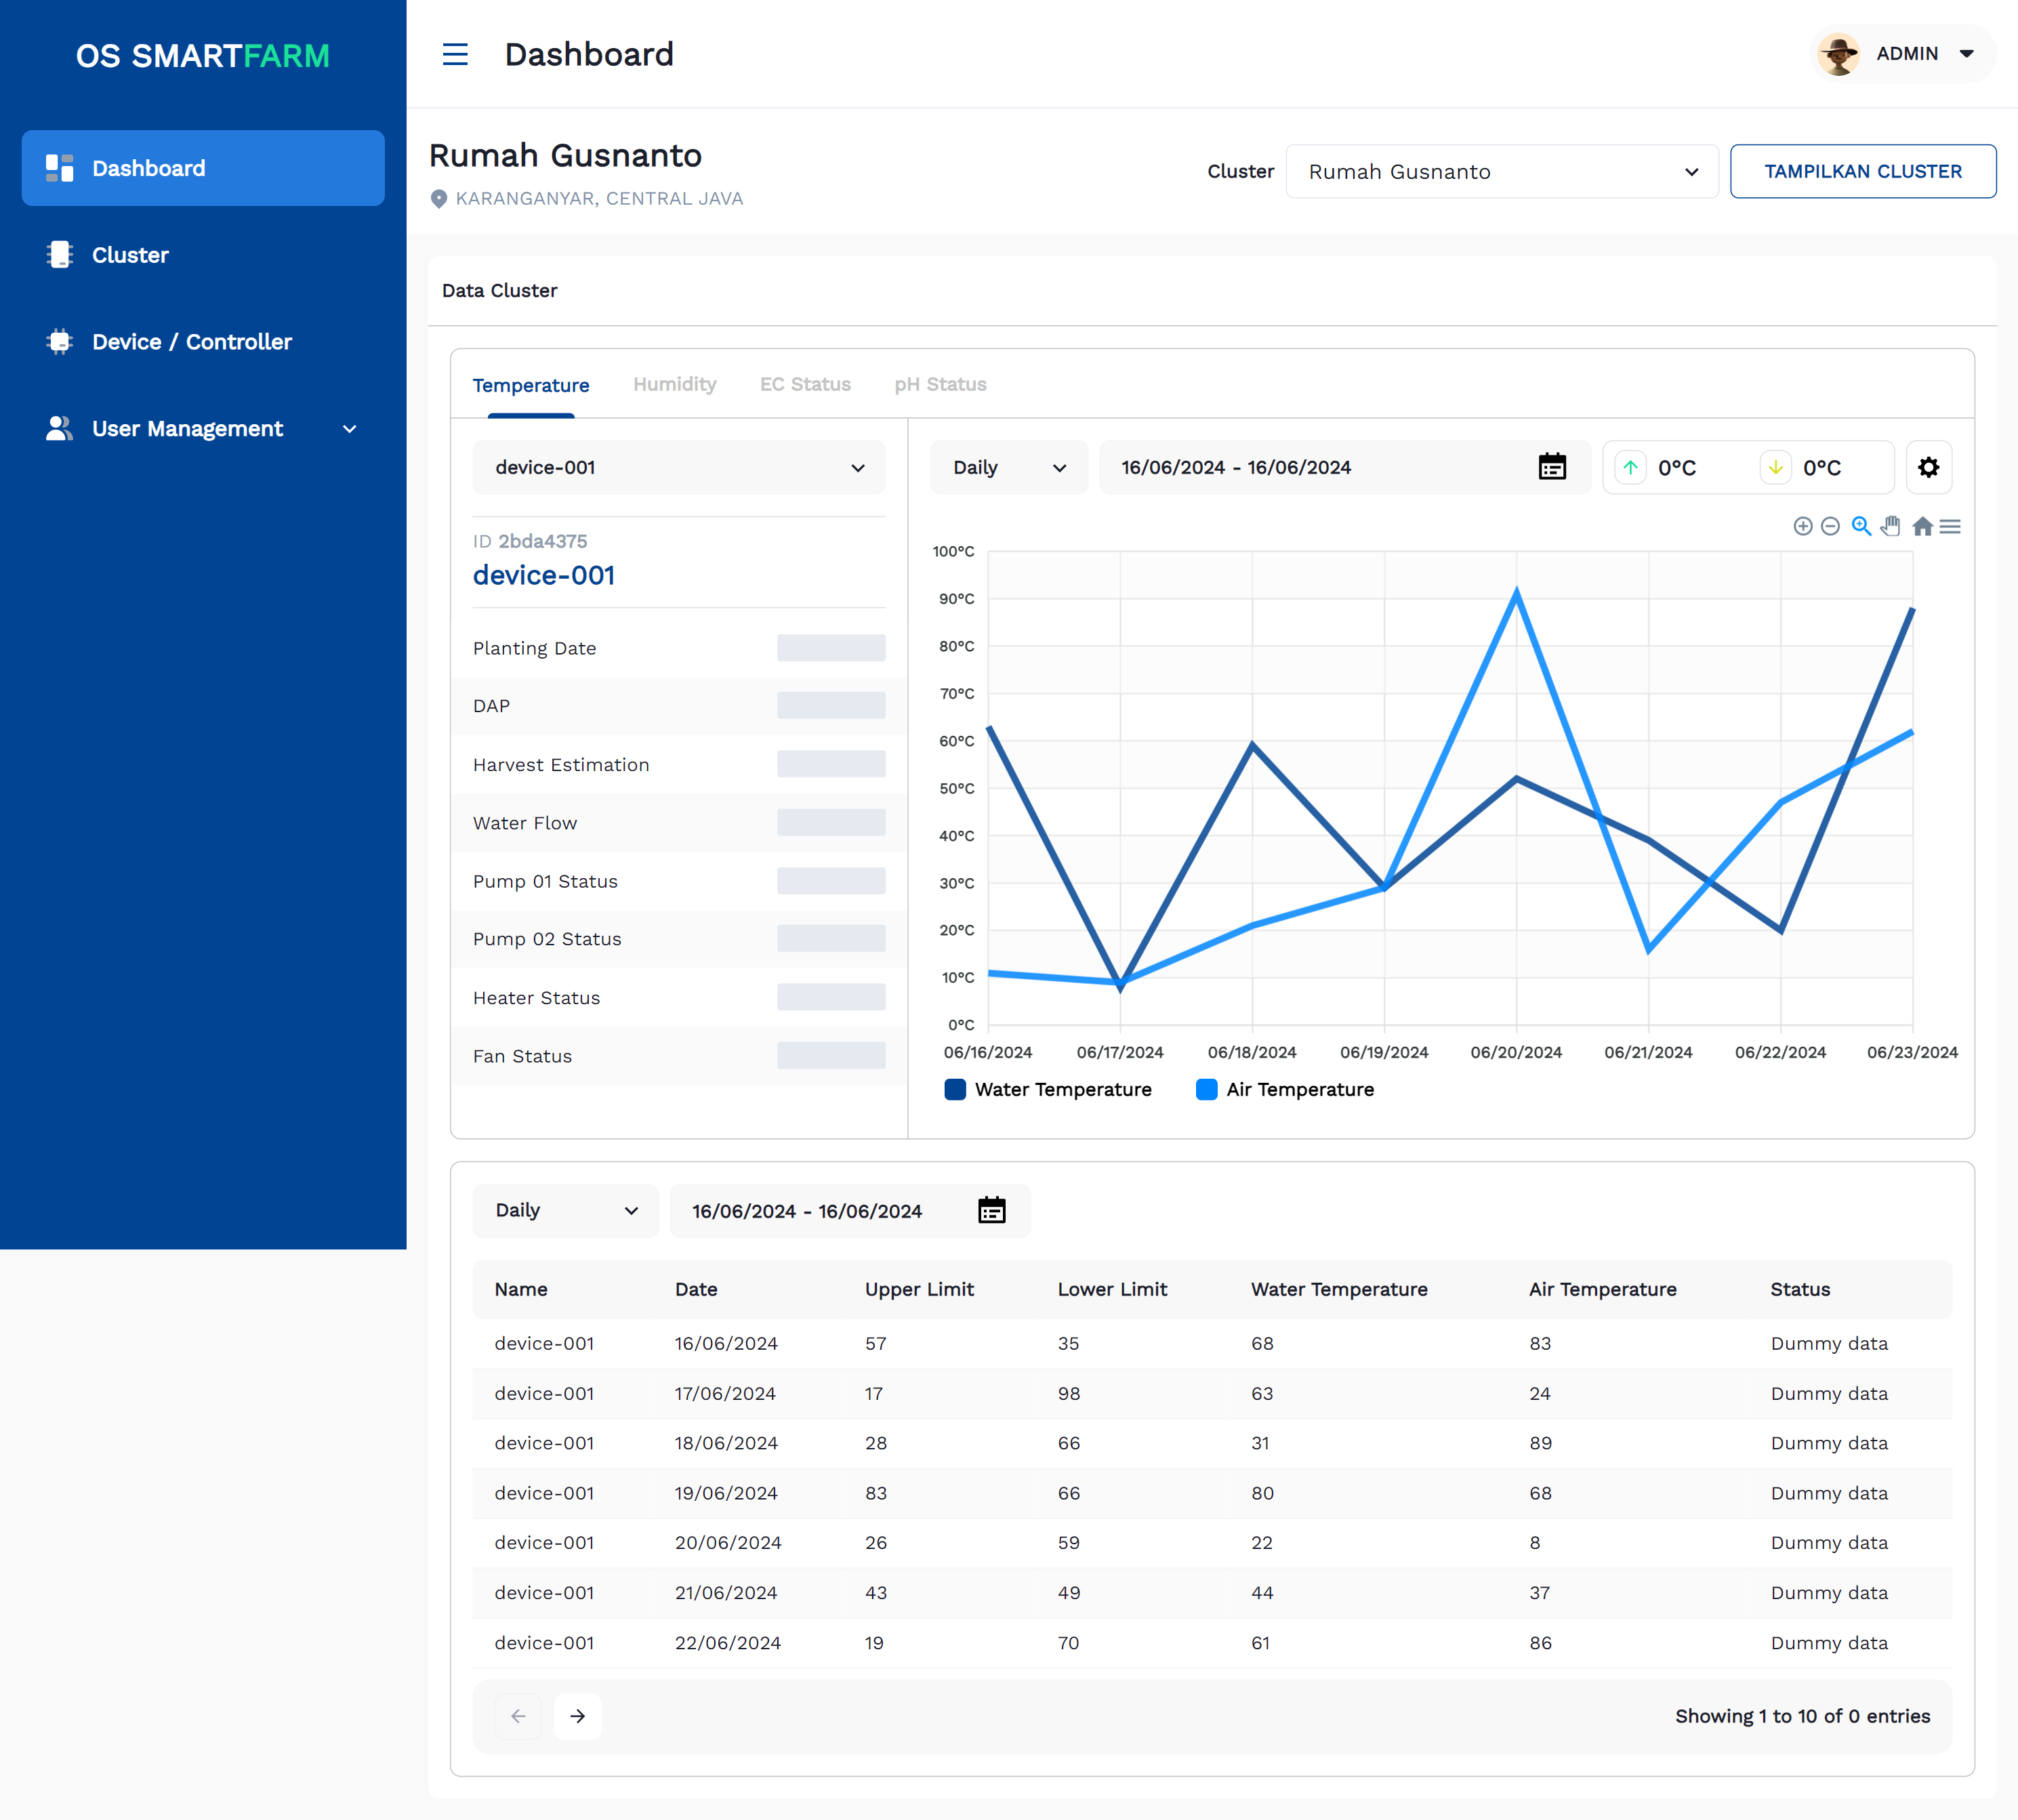 OS SMARTFARM
Dashboard
Cluster
Device / Controller
User Management
Dashboard
ADMIN
Rumah Gusnanto
KARANGANYAR, CENTRAL JAVA
Cluster
Rumah Gusnanto
TAMPILKAN CLUSTER
Data Cluster
Temperature Humidity EC Status pH Status
device-001
ID 2bda4375
device-001
Planting Date
DAP
Harvest Estimation
Water Flow
Pump 01 Status
Pump 02 Status
Heater Status
Fan Status
Daily
16/06/2024 - 16/06/2024
0°C
0°C
100°C
90°C
80°C
70°C
60°C
50°C
40°C
30°C
20°C
10°C
0°C
06/16/2024 06/17/2024 06/18/2024 06/19/2024 06/20/2024 06/21/2024 06/22/2024 06/23/2024
Water Temperature Air Temperature
Daily
16/06/2024 - 16/06/2024
Name Date Upper Limit Lower Limit Water Temperature Air Temperature Status
device-001 16/06/2024 57 35 68 83 Dummy data
device-001 17/06/2024 17 98 63 24 Dummy data
device-001 18/06/2024 28 66 31 89 Dummy data
device-001 19/06/2024 83 66 80 68 Dummy data
device-001 20/06/2024 26 59 22 8 Dummy data
device-001 21/06/2024 43 49 44 37 Dummy data
device-001 22/06/2024 19 70 61 86 Dummy data
Showing 1 to 10 of 0 entries